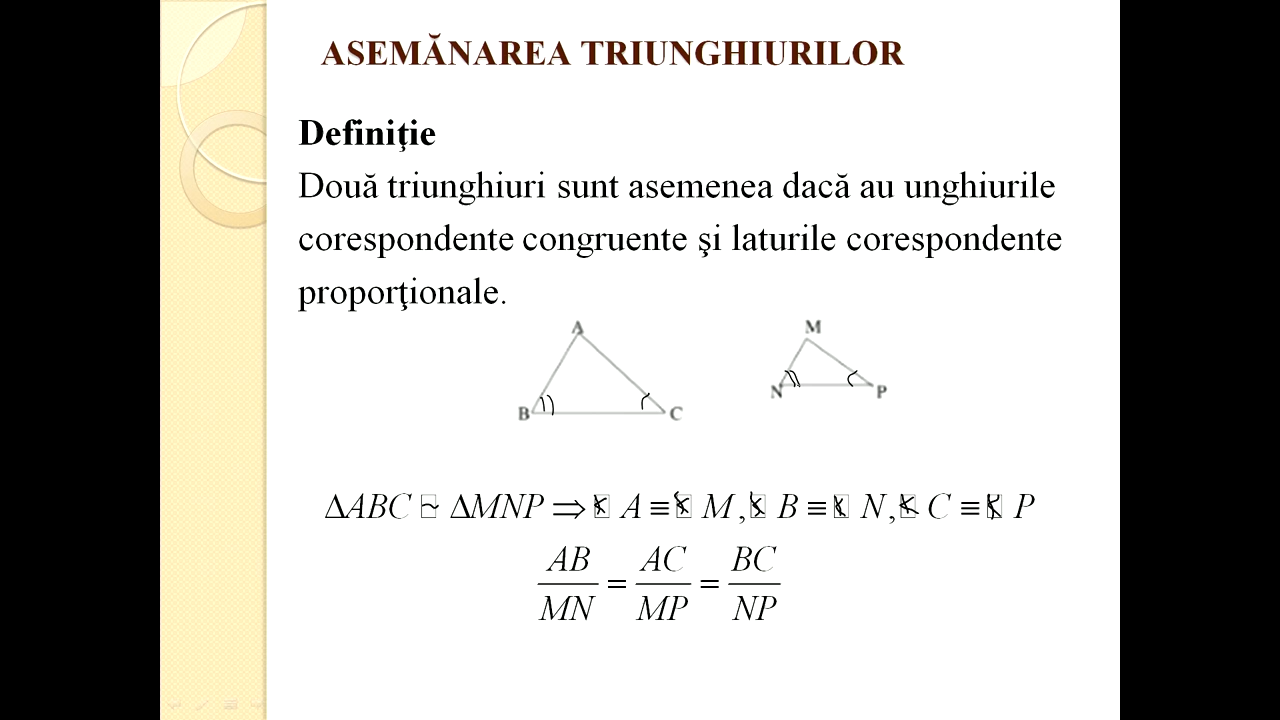 ASEMĂNAREA TRIUNGHIURILOR
Definiţie
Două triunghiuri sunt asemenea dacă au unghiurile
corespondente congruente şi laturile corespondente
proporţionale.
A
M
B
C
N
P
ΔABC ~ ΔMNP ⇒ ∢ A ≡ ∢ M, ∢ B ≡ ∢ N, ∢ C ≡ ∢ P
AB/MN = AC/MP = BC/NP